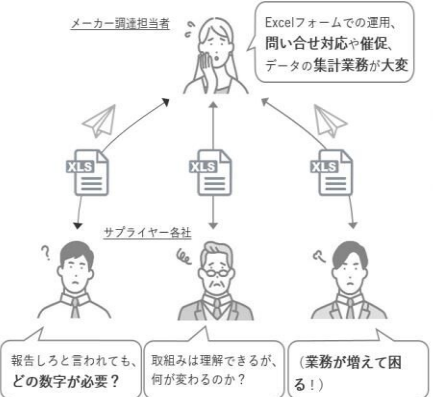 メーカー調達担当者
Excelフォームでの運用、
問い合せ対応や催促、
データの集計業務が大変
XLS
XLS
XLS
サプライヤー各社
?
報告しろと言われても、
どの数字が必要?
取組みは理解できるが、
何が変わるのか?
(業務が増えて困
る!)